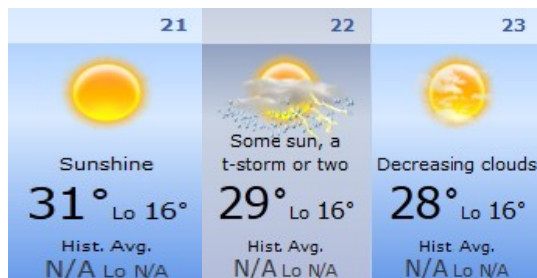 21
Sunshine
31° Lo 16°
Hist. Avg.
N/A Lo N/A
22
Some sun, a
t-storm or two
29° Lo 16°
Hist. Avg.
N/A Lo N/A
23
Decreasing clouds
28° Lo 16°
Hist Avg.
N/A Lo N/A